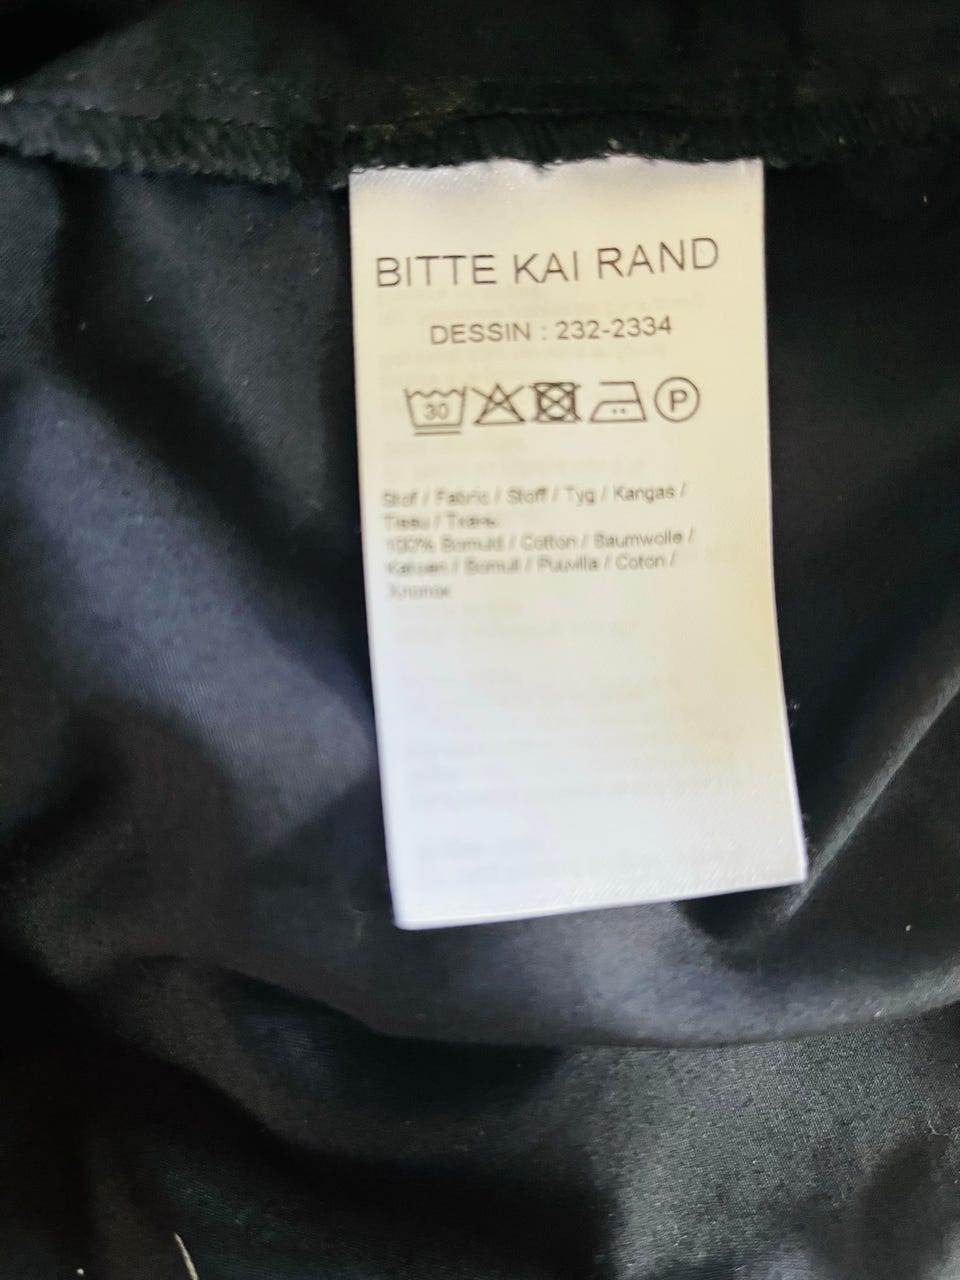 BITTE KAI RAND
DESSIN : 232-2334
30 P
Stof / Fabric / Stoff / Tyg / Kangas /
Tissu / Ткань
100% Bomuld / Cotton / Baumwolle /
Katoen / Bomull / Puuvilla / Coton /
Хлопок